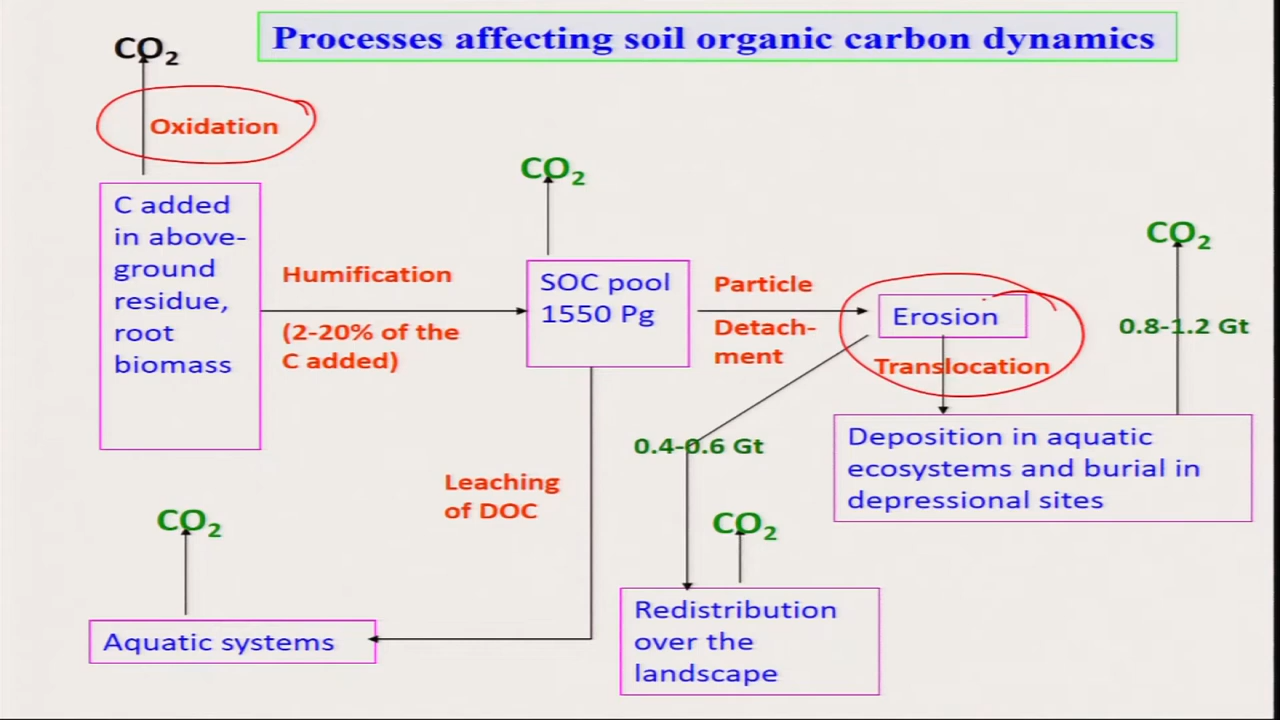 Processes affecting soil organic carbon dynamics
CO₂
Oxidation
C added
in above-
ground
residue,
root
biomass
Humification
(2-20% of the
C added)
CO₂
SOC pool
1550 Pg
Particle
Detach-
ment
Erosion
Translocation
CO₂
0.8-1.2 Gt
Deposition in aquatic
ecosystems and burial in
depressional sites
0.4-0.6 Gt
Leaching
of DOC
CO₂
Aquatic systems
CO₂
Redistribution
over the
landscape